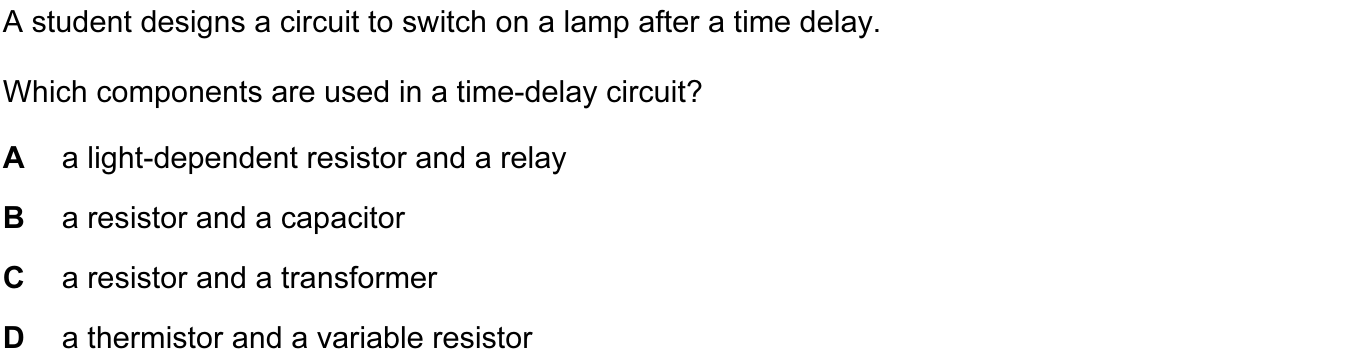 A student designs a circuit to switch on a lamp after a time delay.
Which components are used in a time-delay circuit?
A a light-dependent resistor and a relay
B a resistor and a capacitor
C a resistor and a transformer
D a thermistor and a variable resistor